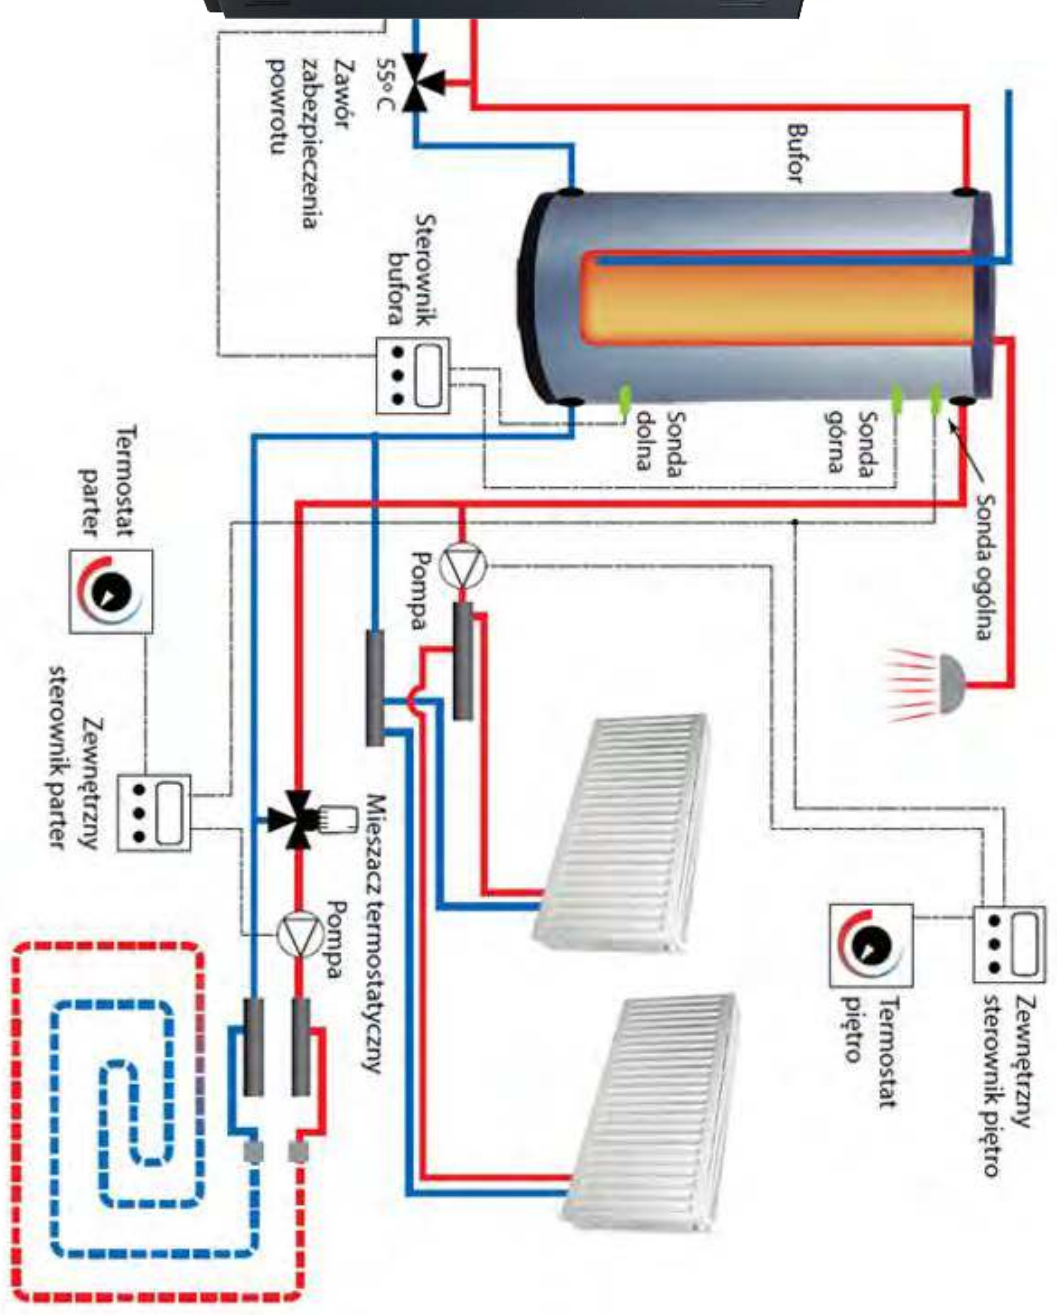 55º C
Zawór
zabezpieczenia
powrotu
Bufor
Sterownik
bufora
Sonda
dolna
Sonda
górna
Sonda ogólna
Termostat
parter
Pompa
Zewnętrzny
sterownik parter
Mieszacz termostatyczny
Pompa
Termostat
piętro
Zewnętrzny
sterownik piętro